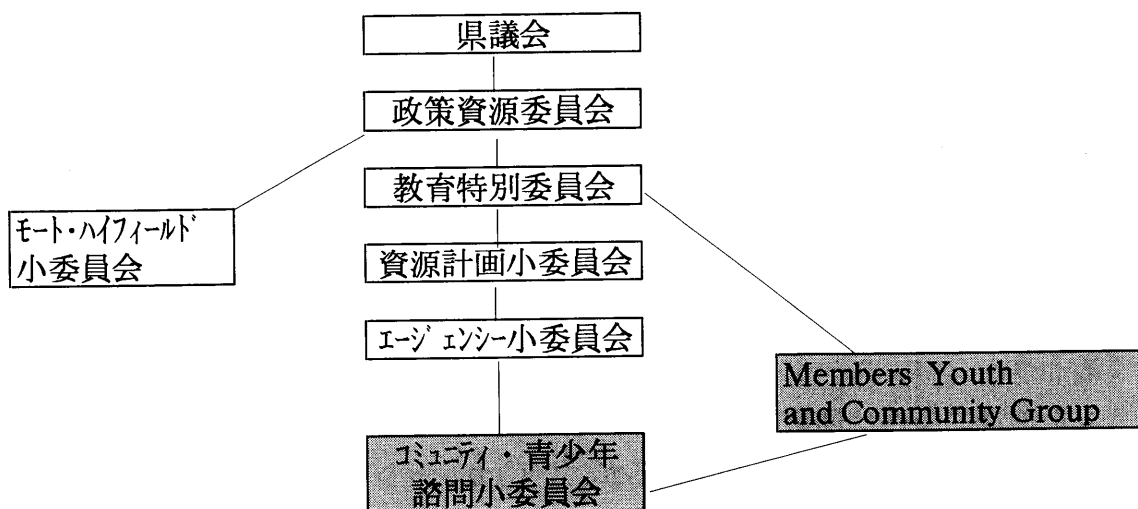 県議会
政策資源委員会
教育特別委員会
モート・ハイフィールド
小委員会
資源計画小委員会
エージェンシー小委員会
Members Youth
and Community Group
コミュニティ・青少年
諮問小委員会